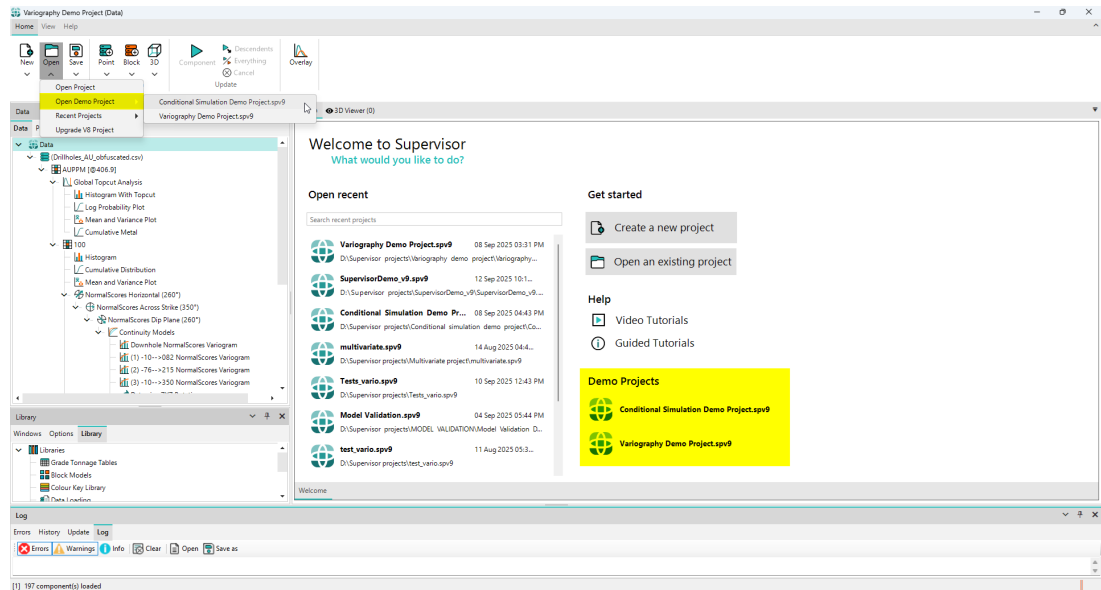 Variography Demo Project (Data)
Home View Help
New Open Save Point Block 3D
Component
Descendents
Everything
Cancel
Update
Overlay
Open Project
Open Demo Project
Recent Projects
Upgrade V8 Project
Conditional Simulation Demo Project.spv9
Variography Demo Project.spv9
Data
3D Viewer (0)
Data
Data
(Drillholes_AU_obfuscated.csv)
AUPPM [@406.9]
Global Topcut Analysis
Histogram With Topcut
Log Probability Plot
Mean and Variance Plot
Cumulative Metal
100
Histogram
Cumulative Distribution
Mean and Variance Plot
NormalScores Horizontal (260°)
NormalScores Across Strike (350°)
NormalScores Dip Plane (260°)
Continuity Models
Downhole NormalScores Variogram
(1) -10-->082 NormalScores Variogram
(2) -76-->215 NormalScores Variogram
(3) -10-->350 NormalScores Variogram
Library
Windows Options Library
Libraries
Grade Tonnage Tables
Block Models
Colour Key Library
Data Loading
Welcome to Supervisor
What would you like to do?
Open recent
Search recent projects
Variography Demo Project.spv9 08 Sep 2025 03:31 PM
D:\Supervisor projects\Variography demo project\Variography...
SupervisorDemo_v9.spv9 12 Sep 2025 10:1...
D:\Supervisor projects\SupervisorDemo_v9\SupervisorDemo_v9....
Conditional Simulation Demo Pr... 08 Sep 2025 04:43 PM
D:\Supervisor projects\Conditional simulation demo project\Co...
multivariate.spv9 14 Aug 2025 04:4...
D:\Supervisor projects\Multivariate project\multivariate.spv9
Tests_vario.spv9 10 Sep 2025 12:43 PM
D:\Supervisor projects\Tests_vario.spv9
Model Validation.spv9 04 Sep 2025 05:44 PM
D:\Supervisor projects\MODEL VALIDATION\Model Validation D...
test_vario.spv9 11 Aug 2025 05:3...
D:\Supervisor projects\test_vario.spv9
Get started
Create a new project
Open an existing project
Help
Video Tutorials
Guided Tutorials
Demo Projects
Conditional Simulation Demo Project.spv9
Variography Demo Project.spv9
Welcome
Log
Errors History Update Log
Errors Warnings Info Clear Open Save as
[1] 197 component(s) loaded